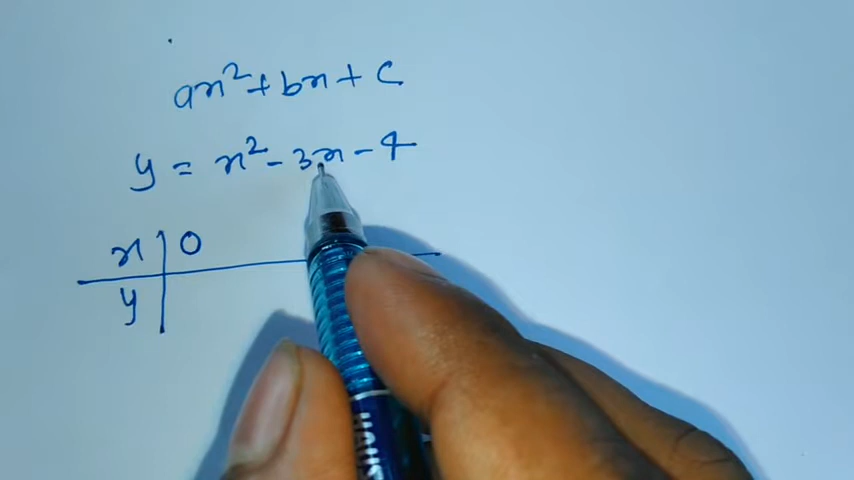 ax² + bx + c
y = x² - 3x - 4
x | 0
y |